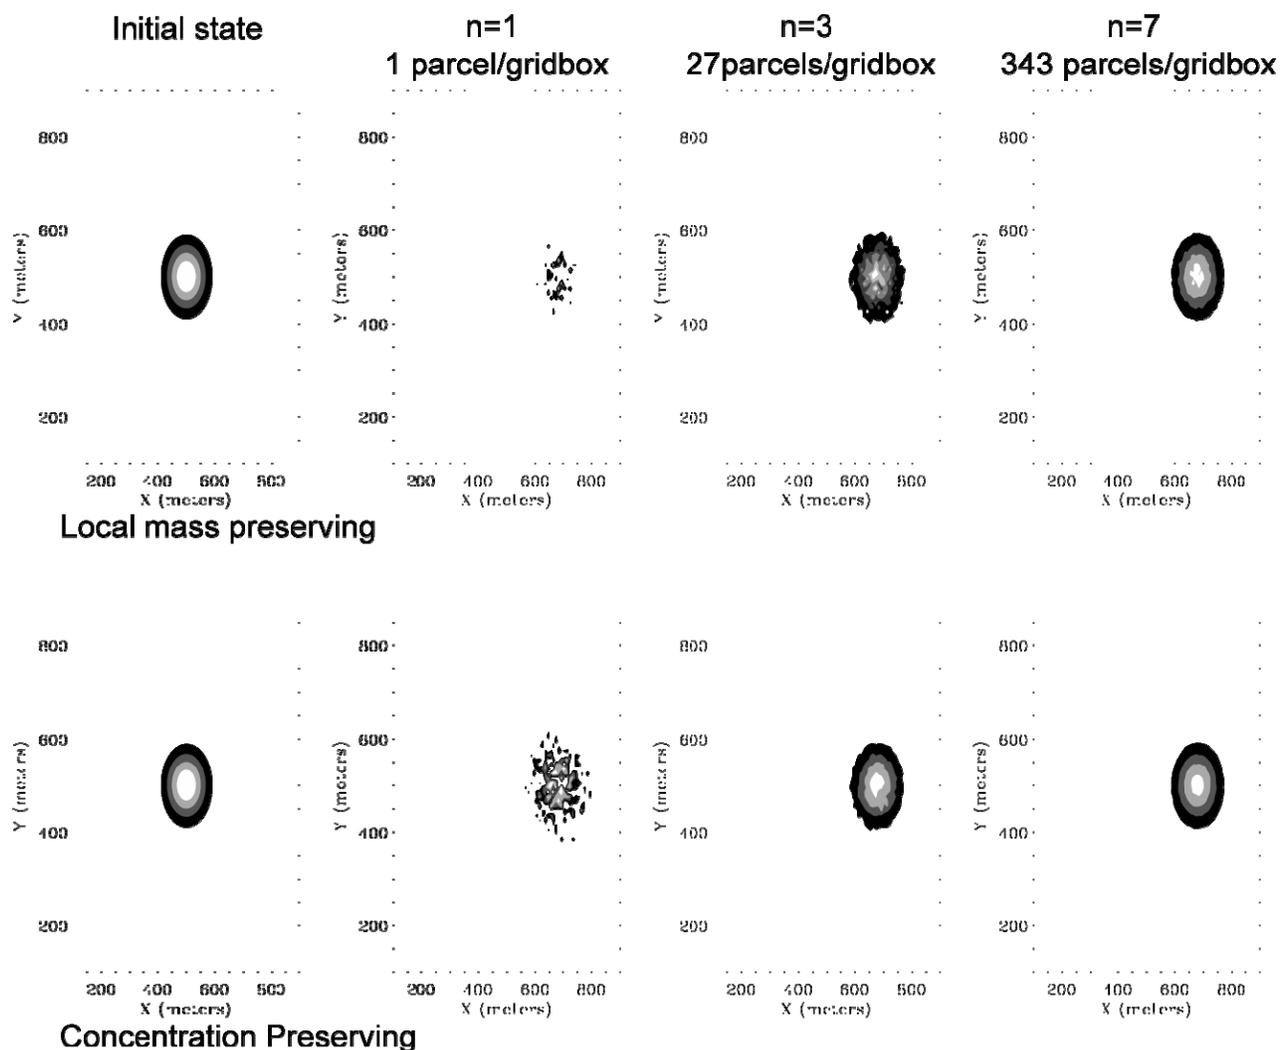 Initial state
n=1
1 parcel/gridbox
n=3
27parcels/gridbox
n=7
343 parcels/gridbox
800
600
400
200
200 400 600
X (meters)
800
600
400
200
Y (meters)
200 400 600 800
X (meters)
800
600
400
200
200 400 600
X (meters)
800
600
400
200
Y (meters)
200 400 600 800
X (meters)
Local mass preserving
800
600
400
200
Y (meters)
200 400 600
X (meters)
800
600
400
200
Y (meters)
200 400 600 800
X (meters)
800
600
400
200
Y (meters)
200 400 600
X (meters)
800
600
400
200
Y (meters)
200 400 600 800
X (meters)
Concentration Preserving